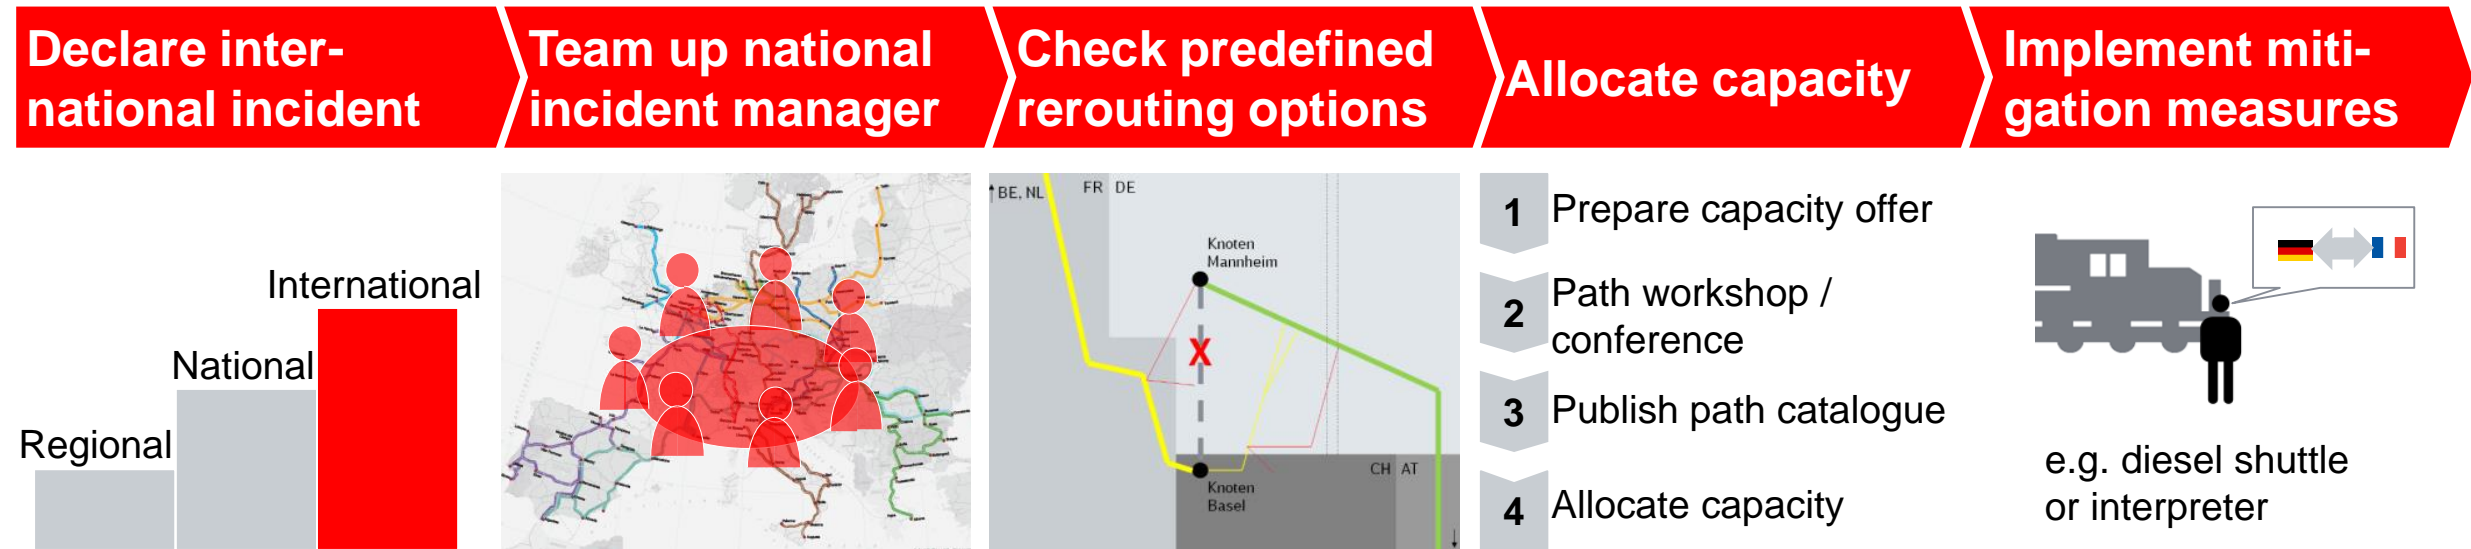 Declare inter-
national incident
Team up national
incident manager
Check predefined
rerouting options
Allocate capacity
Implement miti-
gation measures
International
National
Regional
BE, NL
FR DE
Knoten
Mannheim
X
CH AT
Knoten
Basel
1 Prepare capacity offer
2 Path workshop /
conference
3 Publish path catalogue
4 Allocate capacity
e.g. diesel shuttle
or interpreter